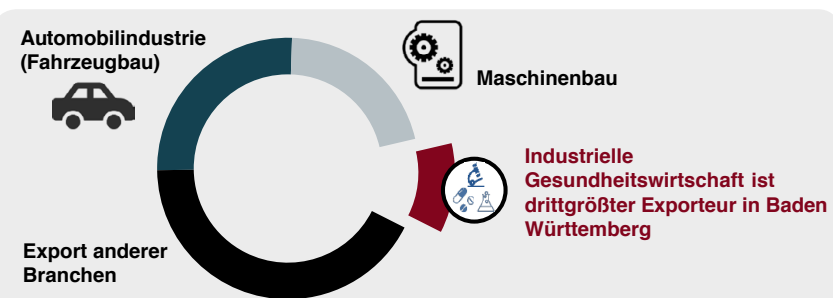 Automobilindustrie
(Fahrzeugbau)
Maschinenbau
Industrielle
Gesundheitswirtschaft ist
drittgrößter Exporteur in Baden
Württemberg
Export anderer
Branchen